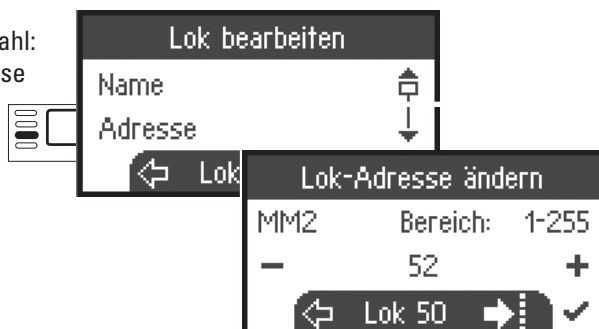 ahl:
se
Lok bearbeiten
Name
Adresse
Lok
Lok-Adresse ändern
MM2 Bereich: 1-255
− 52 +
Lok 50